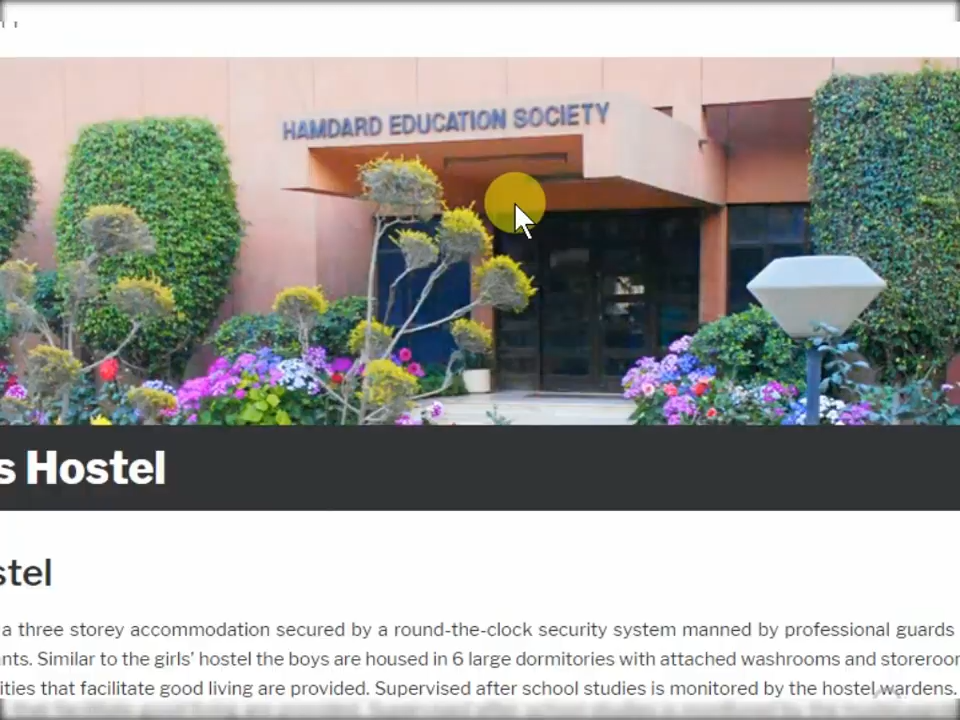 HAMDARD EDUCATION SOCIETY
s Hostel
stel
a three storey accommodation secured by a round-the-clock security system manned by professional guards
nts. Similar to the girls' hostel the boys are housed in 6 large dormitories with attached washrooms and storeroor
ities that facilitate good living are provided. Supervised after school studies is monitored by the hostel wardens.